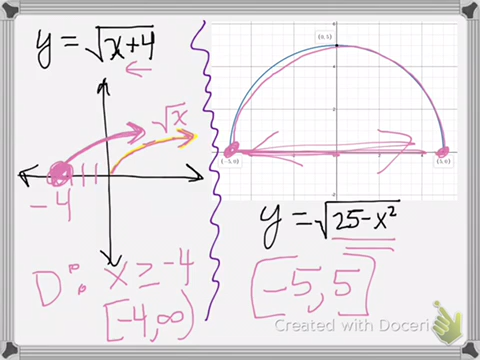 y = √x+4
√x
-4
D: x ≥ -4
[-4,∞)
(0,5)
(-5,0)
(5,0)
y = √25-x²
[-5,5]
Created with Doceri